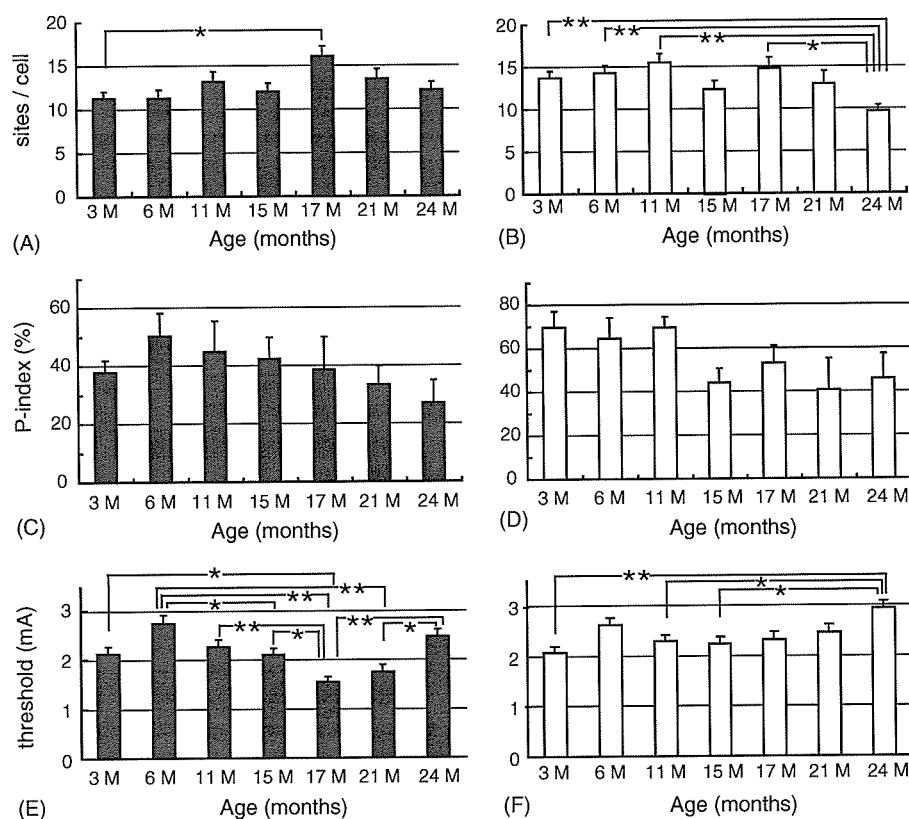 20
15
10
5
0
sites / cell
*
3 M 6 M 11 M 15 M 17 M 21 M 24 M
(A) Age (months)
20
15
10
5
0
**
**
**
*
3 M 6 M 11 M 15 M 17 M 21 M 24 M
(B) Age (months)
60
40
20
0
P-index (%)
3 M 6 M 11 M 15 M 17 M 21 M 24 M
(C) Age (months)
80
60
40
20
0
3 M 6 M 11 M 15 M 17 M 21 M 24 M
(D) Age (months)
3
2
1
0
threshold (mA)
*
**
**
*
**
**
*
*
3 M 6 M 11 M 15 M 17 M 21 M 24 M
(E) Age (months)
3
2
1
0
**
*
*
3 M 6 M 11 M 15 M 17 M 21 M 24 M
(F) Age (months)